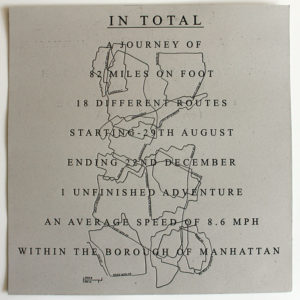 IN TOTAL
A JOURNEY OF
82 MILES ON FOOT
18 DIFFERENT ROUTES
STARTING 29TH AUGUST
ENDING 22ND DECEMBER
1 UNFINISHED ADVENTURE
AN AVERAGE SPEED OF 8.6 MPH
WITHIN THE BOROUGH OF MANHATTAN